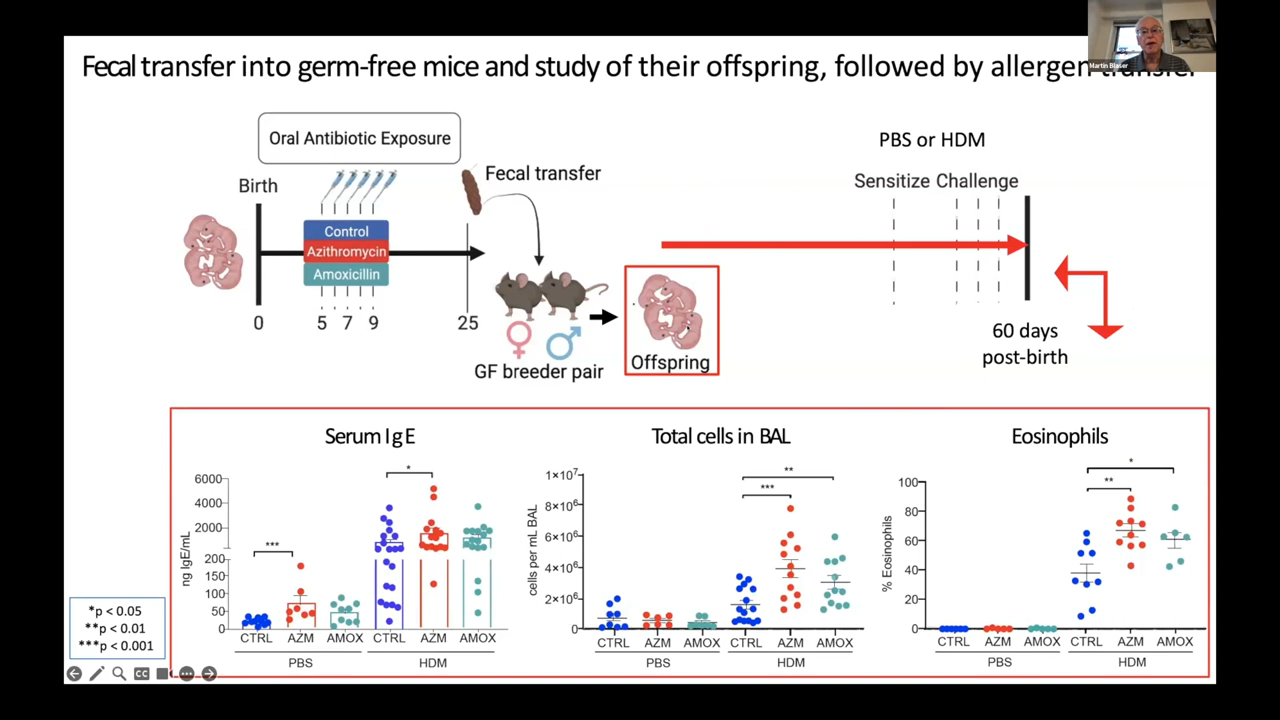 Fecal transfer into germ-free mice and study of their offspring, followed by allergen transfer
Martin Blaser
Oral Antibiotic Exposure
Birth
Control
Azithromycin
Amoxicillin
0
5 7 9
25
Fecal transfer
GF breeder pair
Offspring
PBS or HDM
Sensitize Challenge
60 days
post-birth
Serum IgE
ng IgE/mL
6000
4000
2000
200
150
100
50
0
***
*
CTRL AZM AMOX CTRL AZM AMOX
PBS HDM
Total cells in BAL
cells per mL BAL
1×10⁷
8×10⁶
6×10⁶
4×10⁶
2×10⁶
0
**
***
CTRL AZM AMOX CTRL AZM AMOX
PBS HDM
Eosinophils
% Eosinophils
100
80
60
40
20
0
*
**
CTRL AZM AMOX CTRL AZM AMOX
PBS HDM
*p < 0.05
**p < 0.01
***p < 0.001
CC